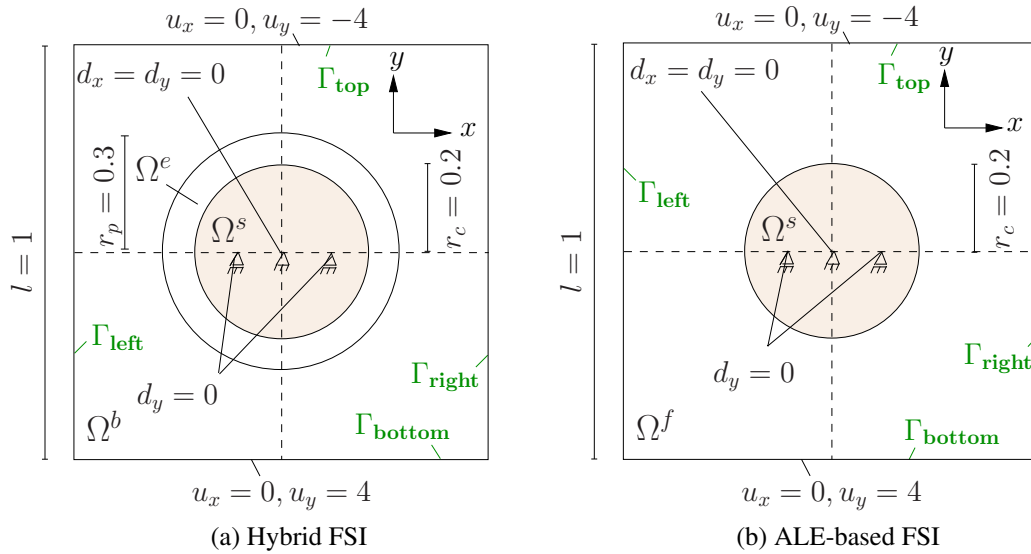 u_x = 0, u_y = −4
d_x = d_y = 0
Γ_top
y
x
r_p = 0.3
Ω^e
r_c = 0.2
Ω^s
l = 1
Γ_left
Γ_right
d_y = 0
Ω^b
Γ_bottom
u_x = 0, u_y = 4
(a) Hybrid FSI
u_x = 0, u_y = −4
d_x = d_y = 0
Γ_top
y
x
Γ_left
r_c = 0.2
Ω^s
l = 1
Γ_right
d_y = 0
Ω^f
Γ_bottom
u_x = 0, u_y = 4
(b) ALE-based FSI